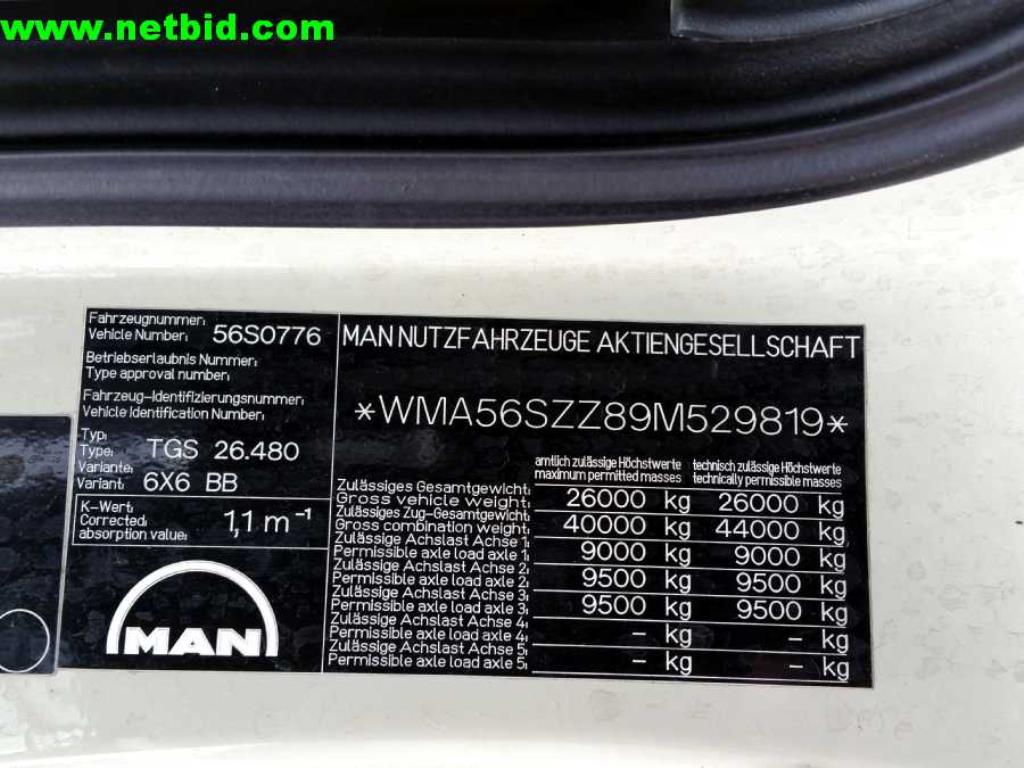 www.netbid.com
Fahrzeugnummer:
Vehicle Number: 56S0776
Betriebserlaubnis Nummer:
Type approval number:
Fahrzeug-Identifizierungsnummer:
Vehicle Identification Number:
Typ:
Type: TGS 26.480
Variante:
Variant: 6X6 BB
K-Wert:
Corrected
absorption value: 1,1 m⁻¹
MAN
MAN NUTZFAHRZEUGE AKTIENGESELLSCHAFT
*WMA56SZZ89M529819*
amtlich zulässige Höchstwerte technisch zulässige Höchstwerte
maximum permitted masses technically permissible masses
Zulässiges Gesamtgewicht:
Gross vehicle weight: 26000 kg 26000 kg
Zulässiges Zug-Gesamtgewicht:
Gross combination weight: 40000 kg 44000 kg
Zulässige Achslast Achse 1:
Permissible axle load axle 1: 9000 kg 9000 kg
Zulässige Achslast Achse 2:
Permissible axle load axle 2: 9500 kg 9500 kg
Zulässige Achslast Achse 3:
Permissible axle load axle 3: 9500 kg 9500 kg
Zulässige Achslast Achse 4:
Permissible axle load axle 4: – kg – kg
Zulässige Achslast Achse 5:
Permissible axle load axle 5: – kg – kg